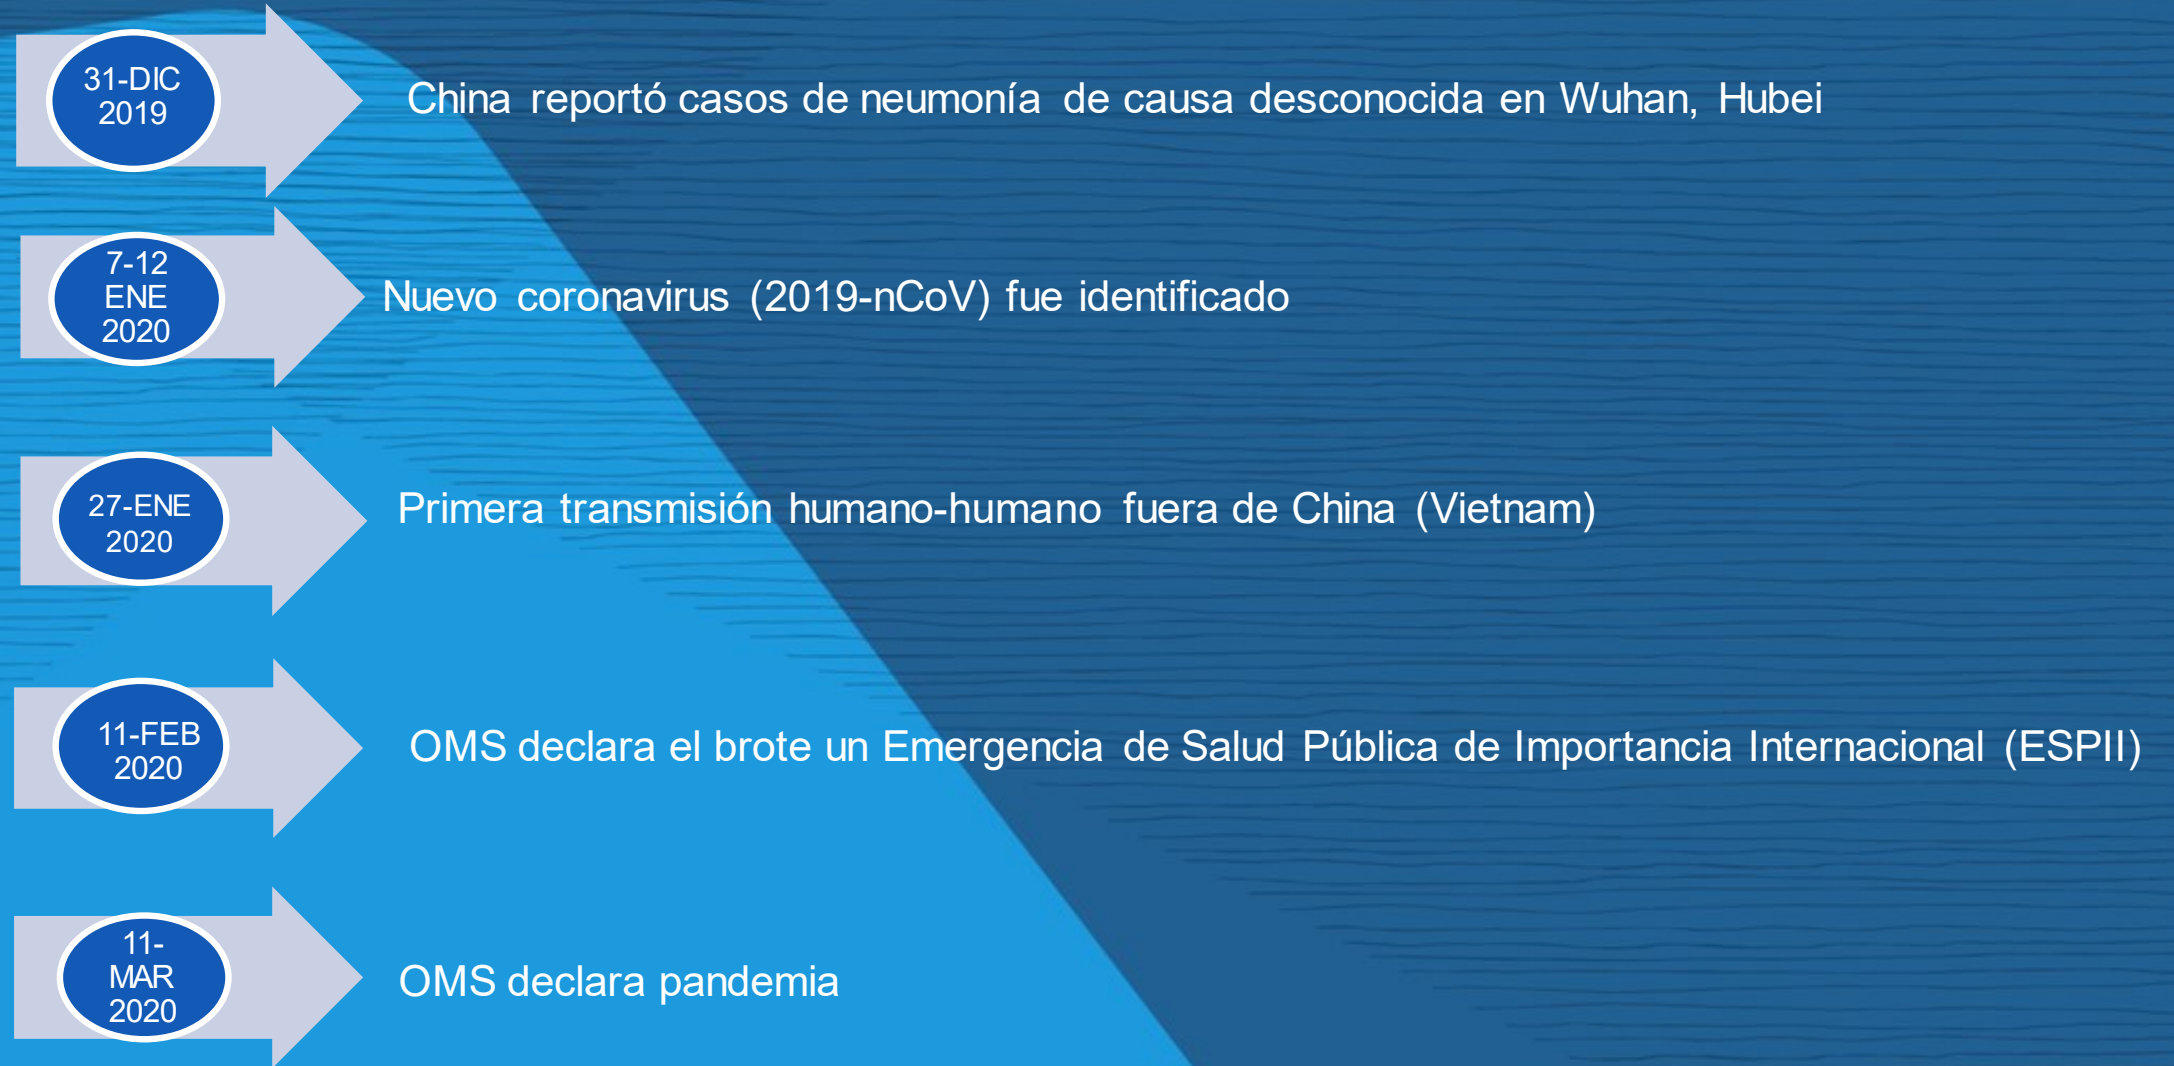 31-DIC
2019
China reportó casos de neumonía de causa desconocida en Wuhan, Hubei
7-12
ENE
2020
Nuevo coronavirus (2019-nCoV) fue identificado
27-ENE
2020
Primera transmisión humano-humano fuera de China (Vietnam)
11-FEB
2020
OMS declara el brote un Emergencia de Salud Pública de Importancia Internacional (ESPII)
11-
MAR
2020
OMS declara pandemia